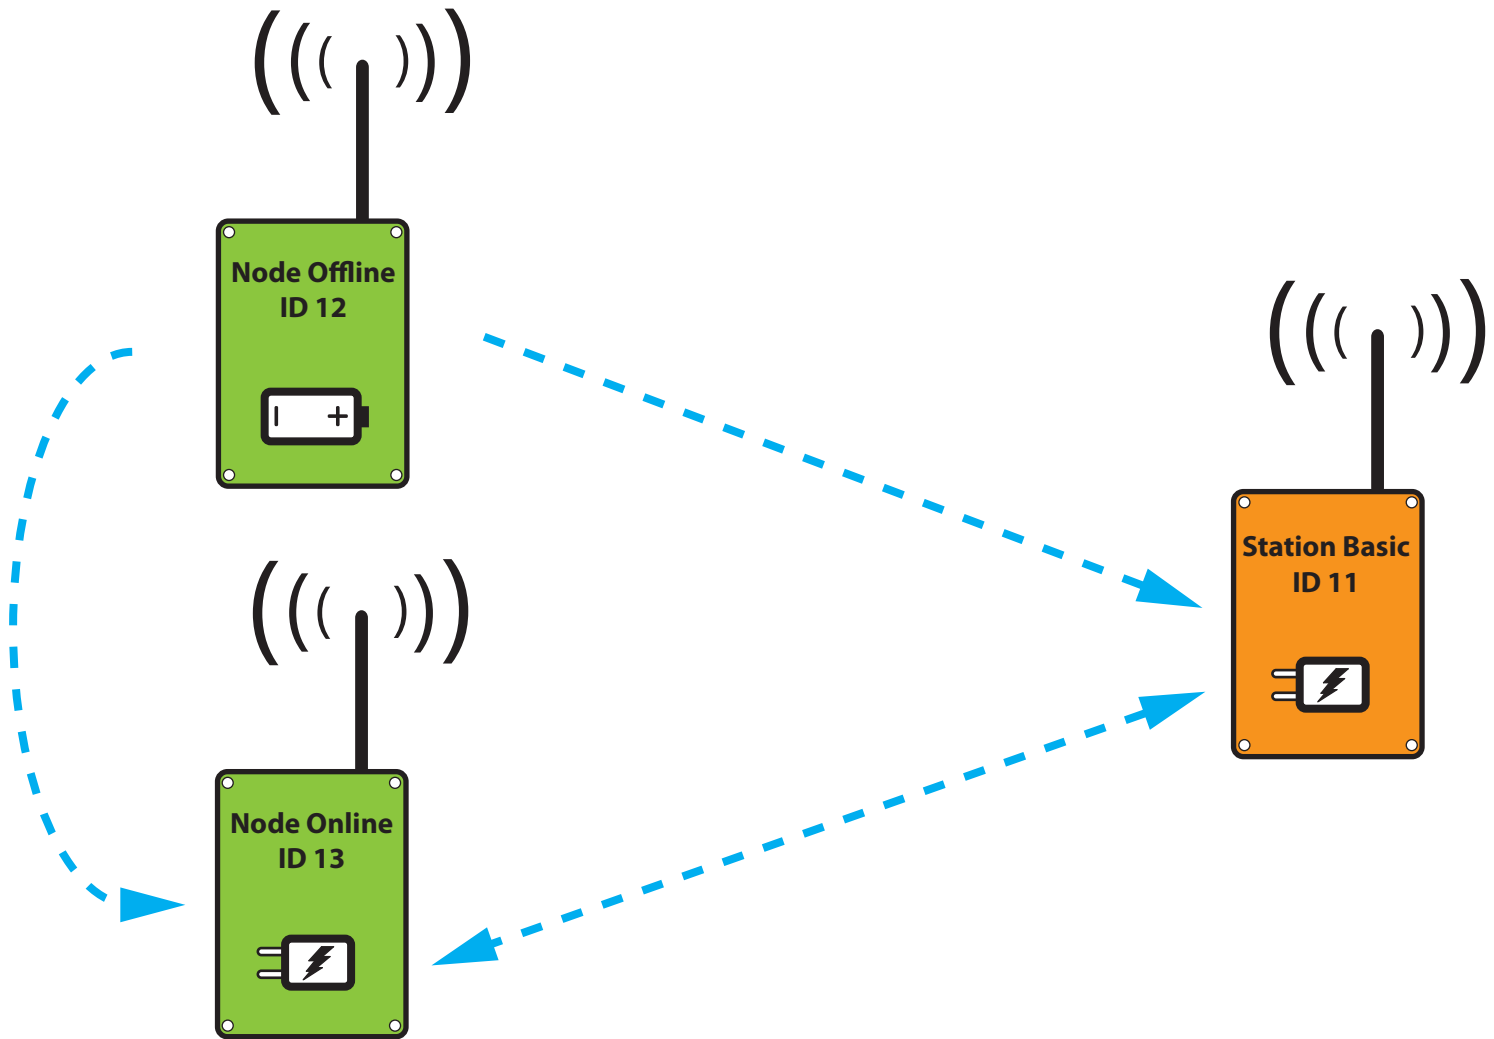 Node Offline
ID 12
Station Basic
ID 11
Node Online
ID 13